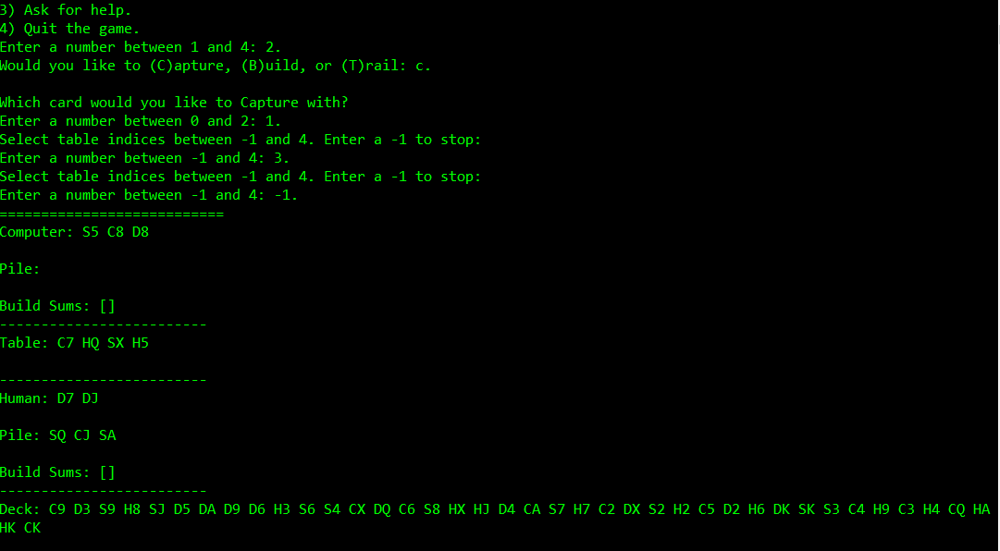 3) Ask for help.
4) Quit the game.
Enter a number between 1 and 4: 2.
Would you like to (C)apture, (B)uild, or (T)rail: c.
Which card would you like to Capture with?
Enter a number between 0 and 2: 1.
Select table indices between -1 and 4. Enter a -1 to stop:
Enter a number between -1 and 4: 3.
Select table indices between -1 and 4. Enter a -1 to stop:
Enter a number between -1 and 4: -1.
===========================
Computer: S5 C8 D8
Pile:
Build Sums: []
-------------------------
Table: C7 HQ SX H5
-------------------------
Human: D7 DJ
Pile: SQ CJ SA
Build Sums: []
-------------------------
Deck: C9 D3 S9 H8 SJ D5 DA D9 D6 H3 S6 S4 CX DQ C6 S8 HX HJ D4 CA S7 H7 C2 DX S2 H2 C5 D2 H6 DK SK S3 C4 H9 C3 H4 CQ HA
HK CK